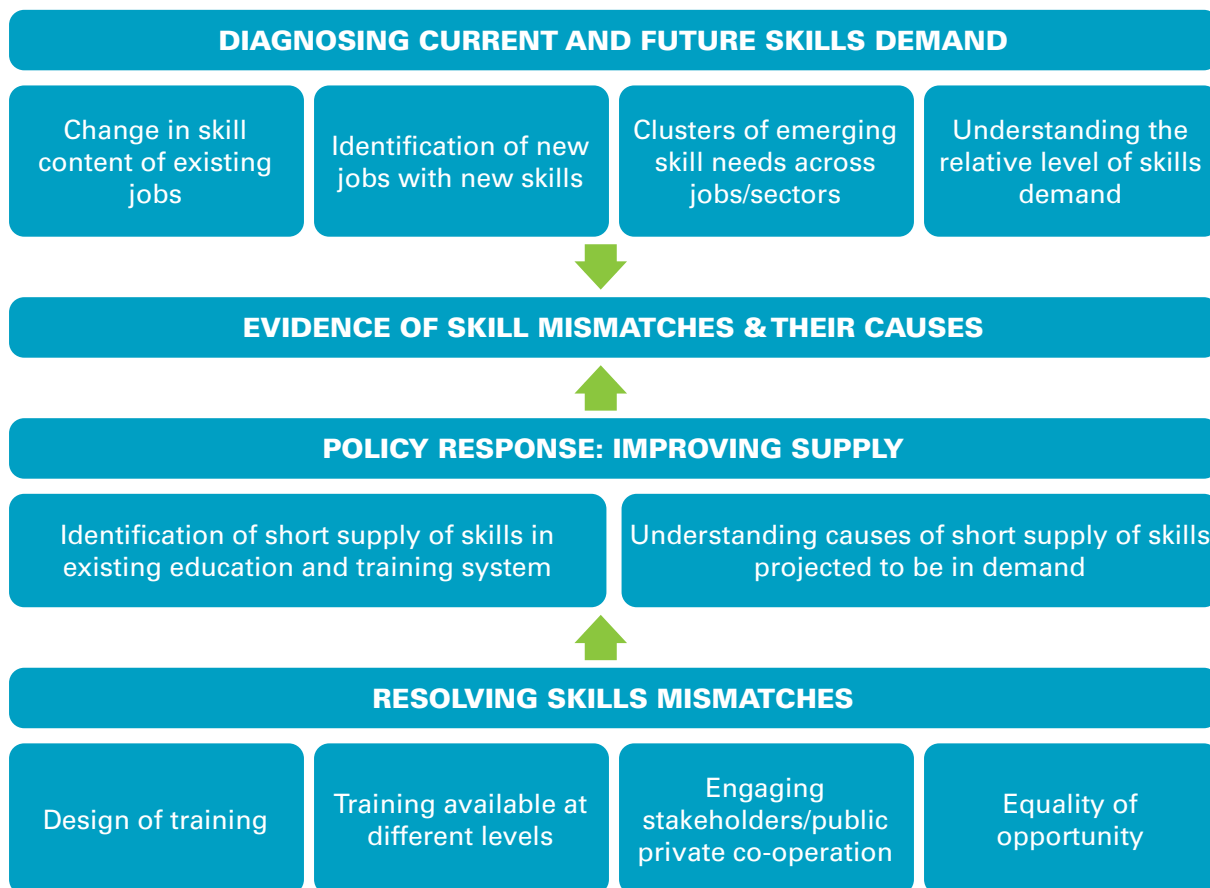 DIAGNOSING CURRENT AND FUTURE SKILLS DEMAND
Change in skill
content of existing
jobs
Identification of new
jobs with new skills
Clusters of emerging
skill needs across
jobs/sectors
Understanding the
relative level of skills
demand
EVIDENCE OF SKILL MISMATCHES & THEIR CAUSES
POLICY RESPONSE: IMPROVING SUPPLY
Identification of short supply of skills in
existing education and training system
Understanding causes of short supply of skills
projected to be in demand
RESOLVING SKILLS MISMATCHES
Design of training
Training available at
different levels
Engaging
stakeholders/public
private co-operation
Equality of
opportunity